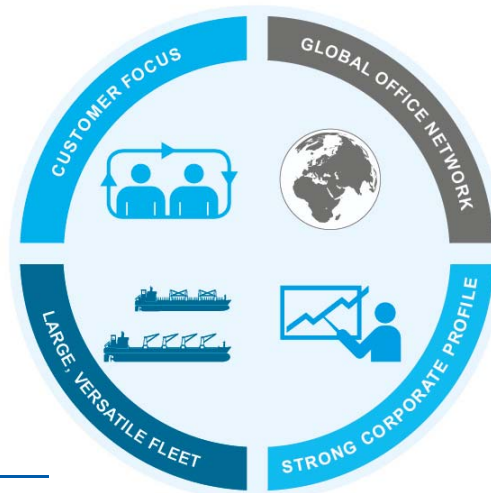 CUSTOMER FOCUS
GLOBAL OFFICE NETWORK
LARGE, VERSATILE FLEET
STRONG CORPORATE PROFILE